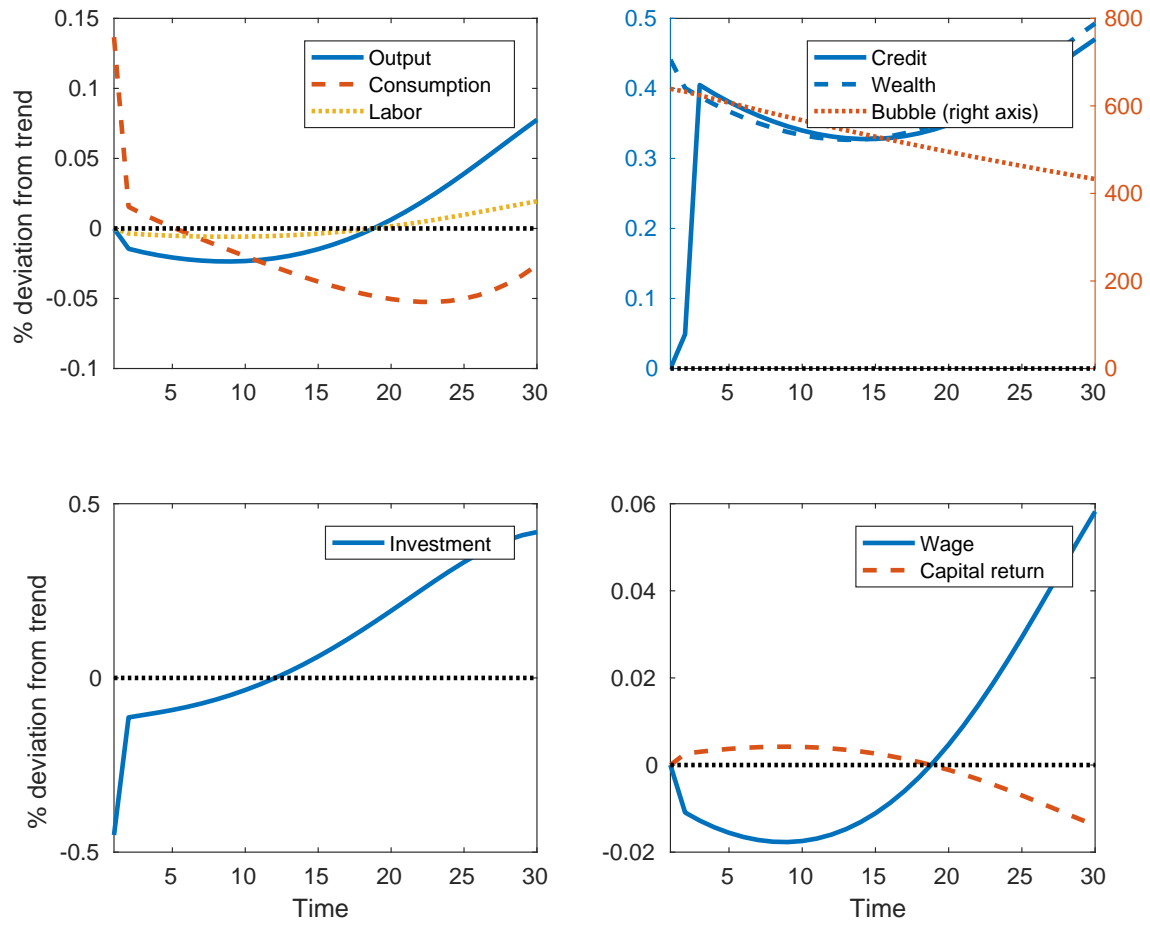 % deviation from trend
0.15
0.1
0.05
0
-0.05
-0.1
5 10 15 20 25 30
Output
Consumption
Labor
0.5
0.4
0.3
0.2
0.1
0
5 10 15 20 25 30
800
600
400
200
0
Credit
Wealth
Bubble (right axis)
% deviation from trend
0.5
0
-0.5
5 10 15 20 25 30
Time
Investment
0.06
0.04
0.02
0
-0.02
5 10 15 20 25 30
Time
Wage
Capital return